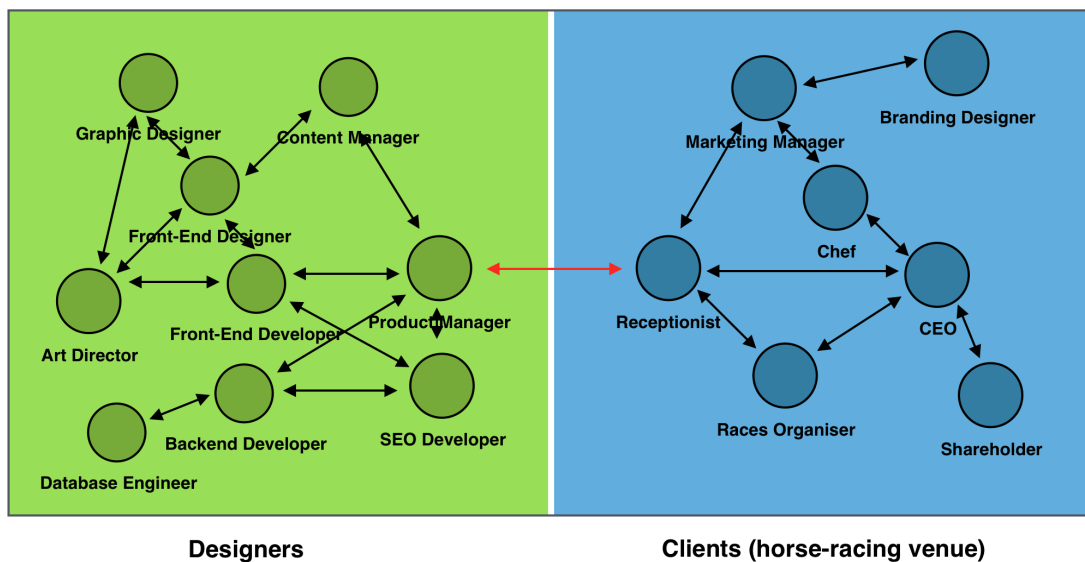 Graphic Designer
Content Manager
Front-End Designer
Art Director
Front-End Developer
Product Manager
Backend Developer
SEO Developer
Database Engineer
Marketing Manager
Branding Designer
Chef
Receptionist
CEO
Races Organiser
Shareholder
Designers
Clients (horse-racing venue)